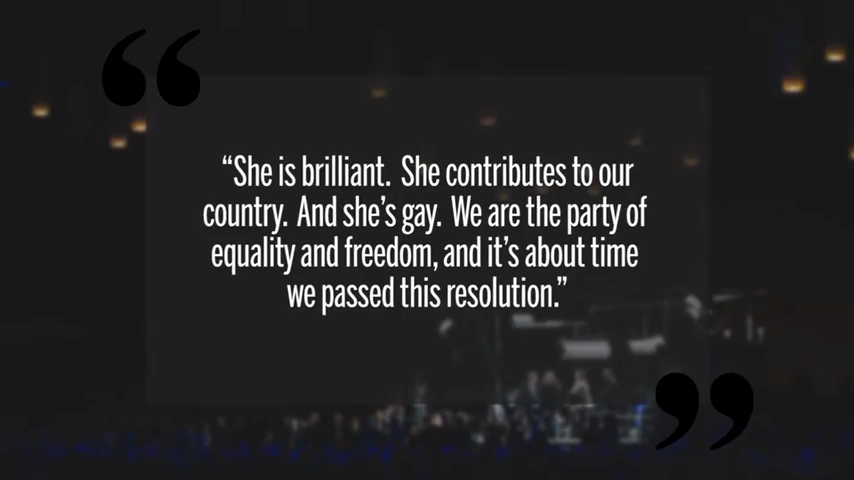 “She is brilliant. She contributes to our
country. And she’s gay. We are the party of
equality and freedom, and it’s about time
we passed this resolution.”